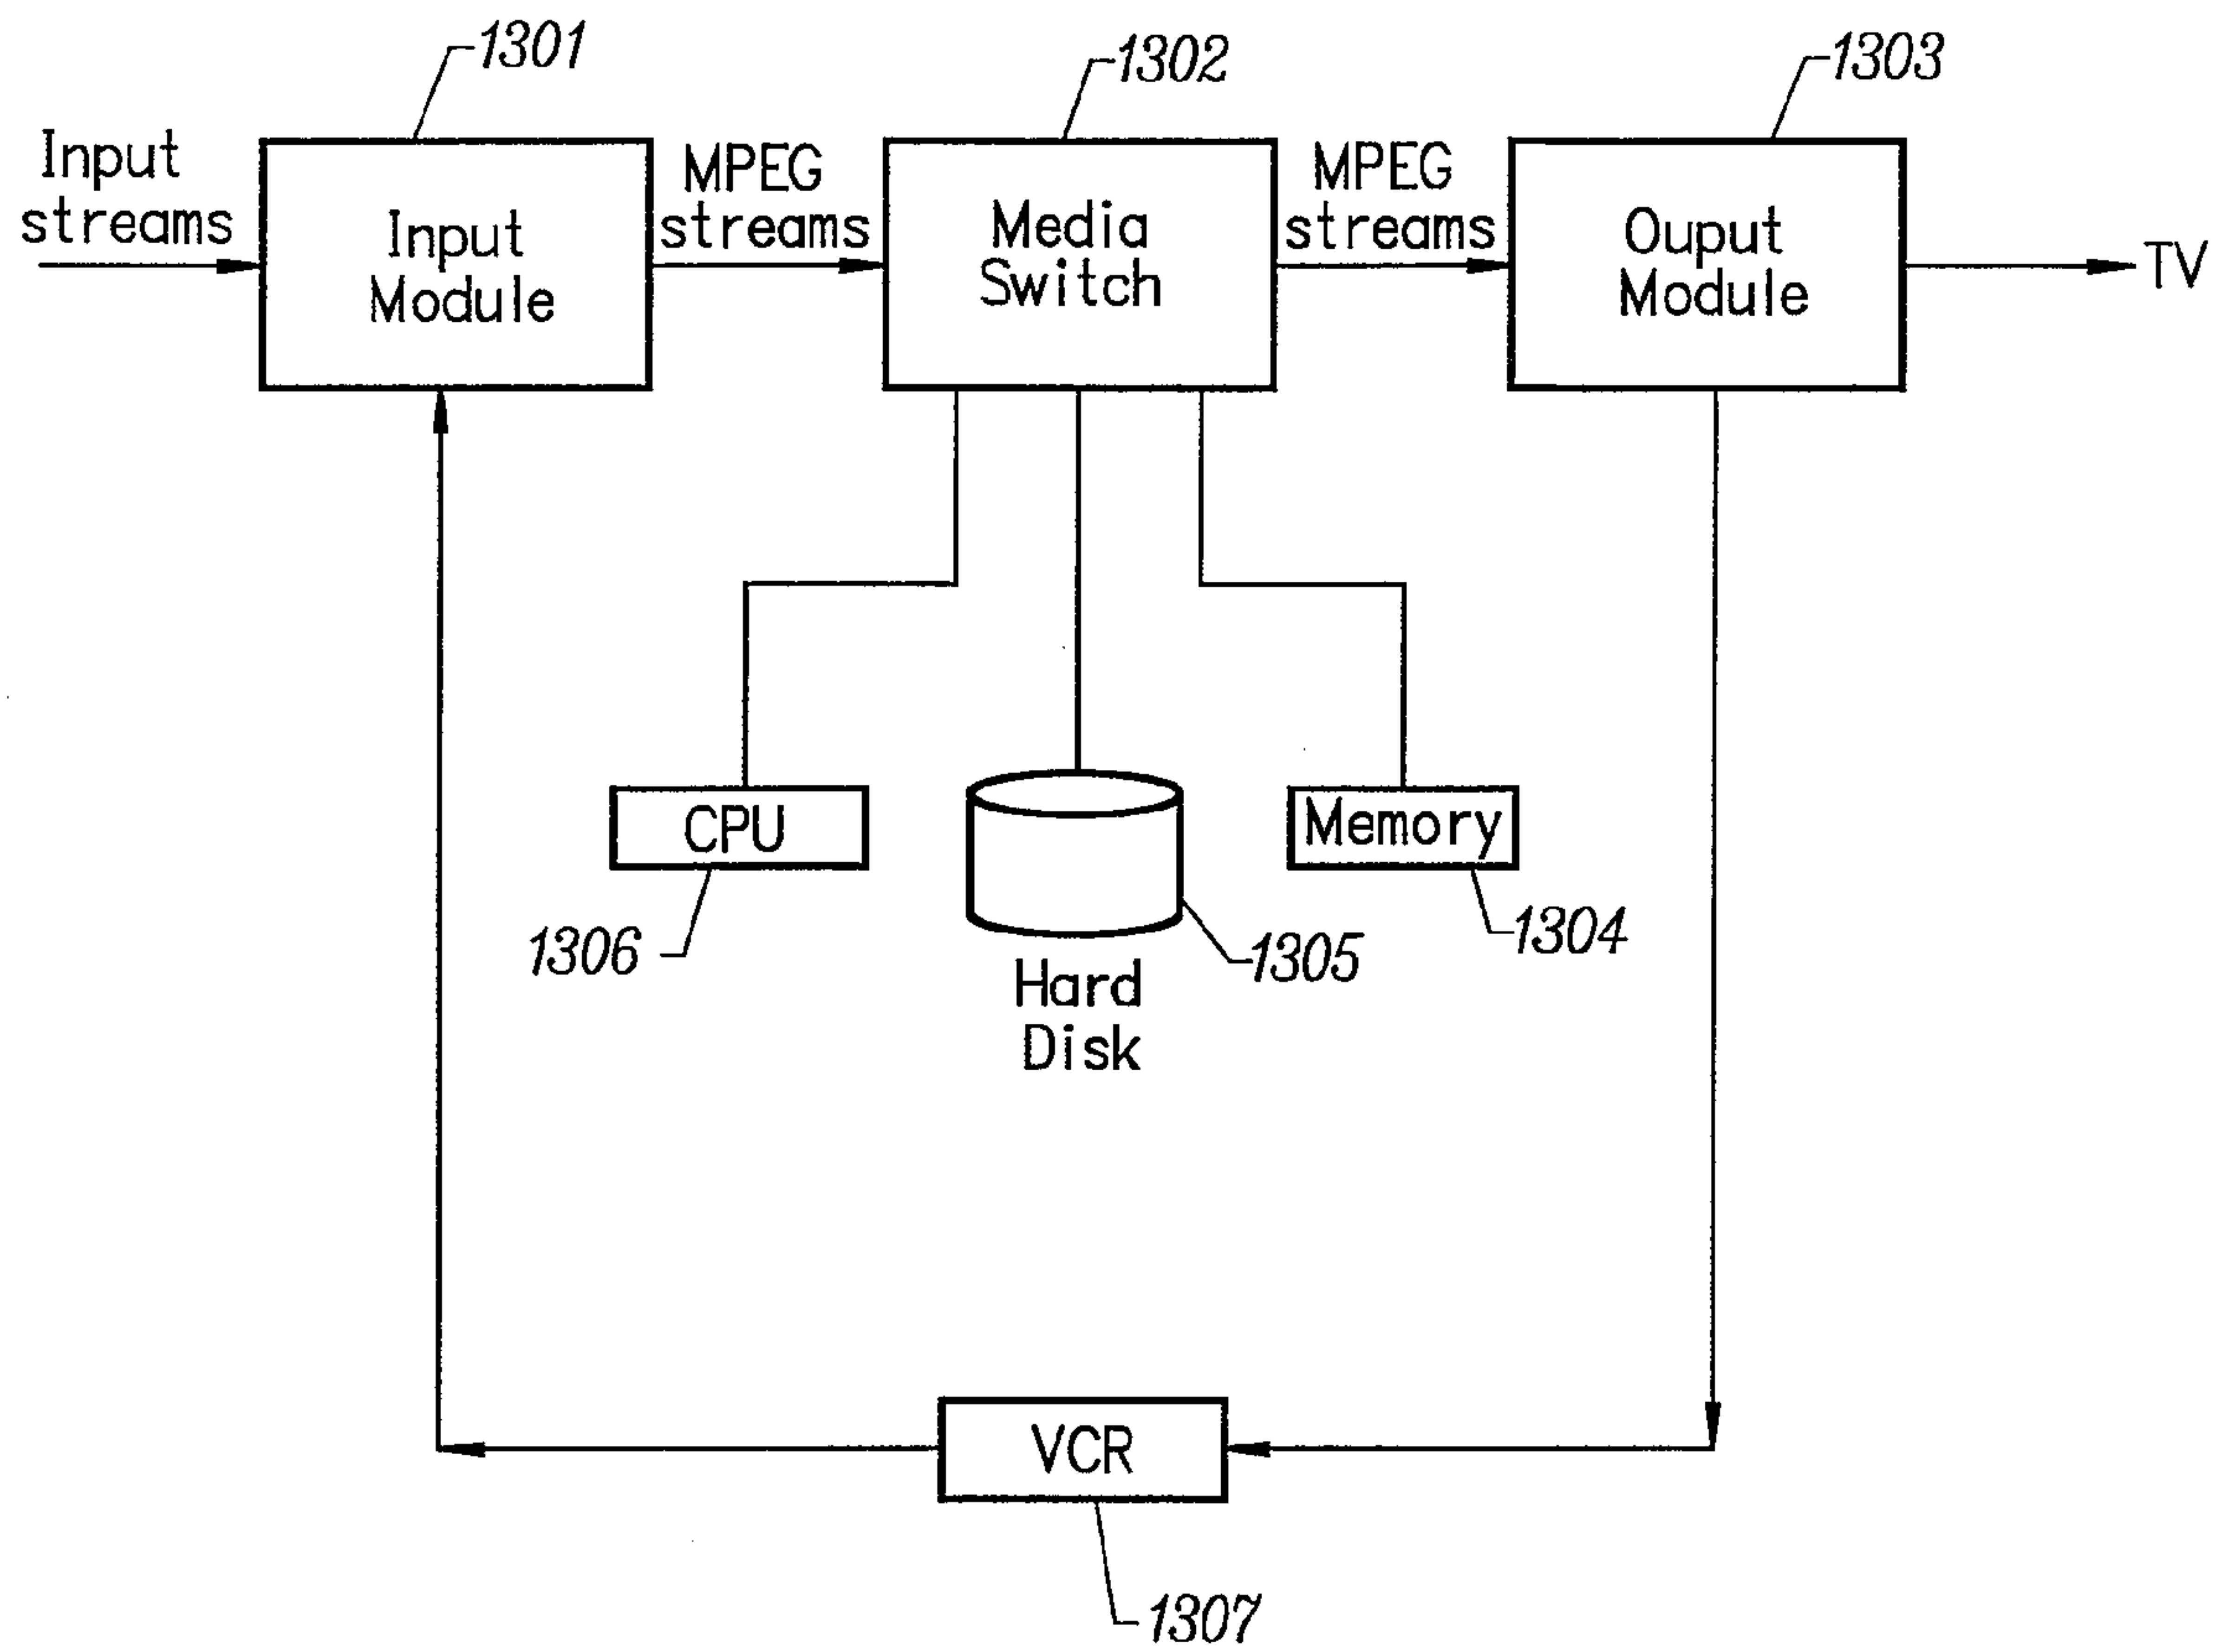 1301
1302
1303
Input
streams
Input
Module
MPEG
streams
Media
Switch
MPEG
streams
Ouput
Module
TV
CPU
Memory
1306
1305
1304
Hard
Disk
VCR
1307